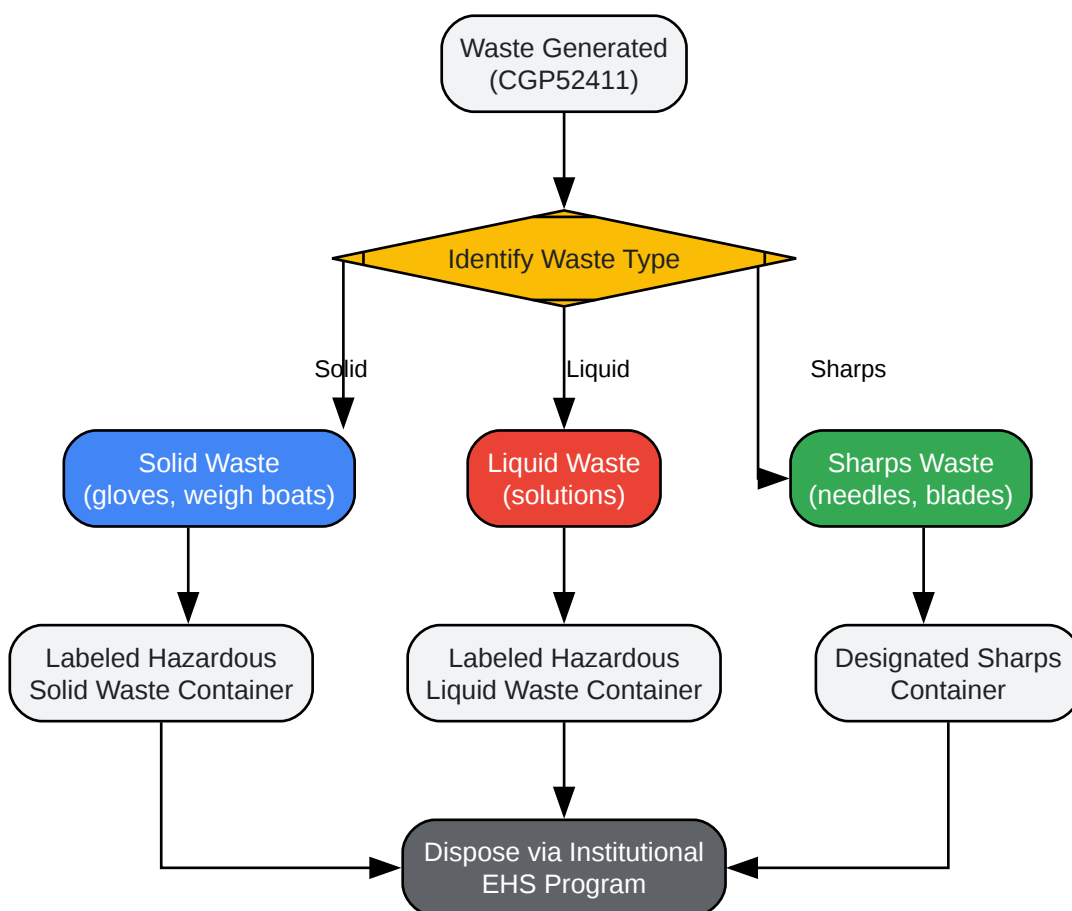 Waste Generated
(CGP52411)
Identify Waste Type
Solid
Liquid
Sharps
Solid Waste
(gloves, weigh boats)
Liquid Waste
(solutions)
Sharps Waste
(needles, blades)
Labeled Hazardous
Solid Waste Container
Labeled Hazardous
Liquid Waste Container
Designated Sharps
Container
Dispose via Institutional
EHS Program